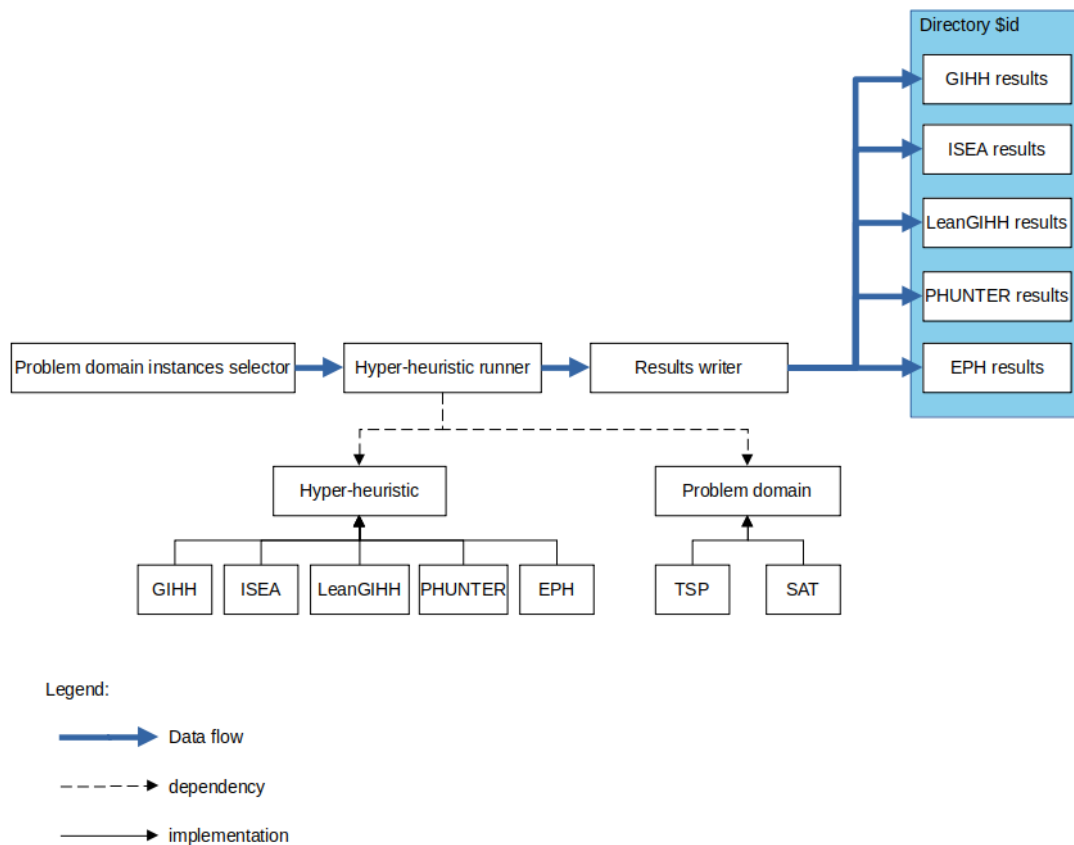 Directory $id
GIHH results
ISEA results
LeanGIHH results
PHUNTER results
Problem domain instances selector
Hyper-heuristic runner
Results writer
EPH results
Hyper-heuristic
Problem domain
GIHH
ISEA
LeanGIHH
PHUNTER
EPH
TSP
SAT
Legend:
Data flow
dependency
implementation